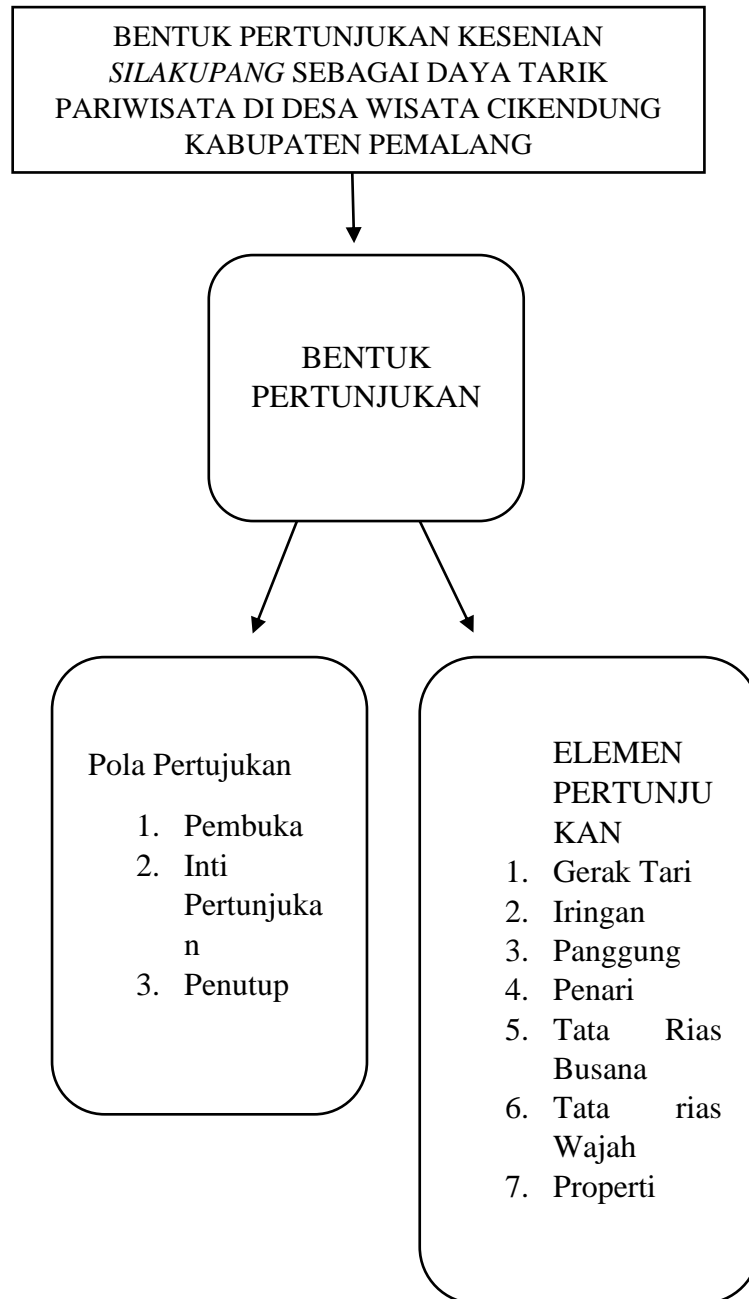 BENTUK PERTUNJUKAN KESENIAN
SILAKUPANG SEBAGAI DAYA TARIK
PARIWISATA DI DESA WISATA CIKENDUNG
KABUPATEN PEMALANG
BENTUK
PERTUNJUKAN
Pola Pertujukan
1. Pembuka
2. Inti
Pertunjuka
n
3. Penutup
ELEMEN
PERTUNJU
KAN
1. Gerak Tari
2. Iringan
3. Panggung
4. Penari
5. Tata Rias
Busana
6. Tata rias
Wajah
7. Properti